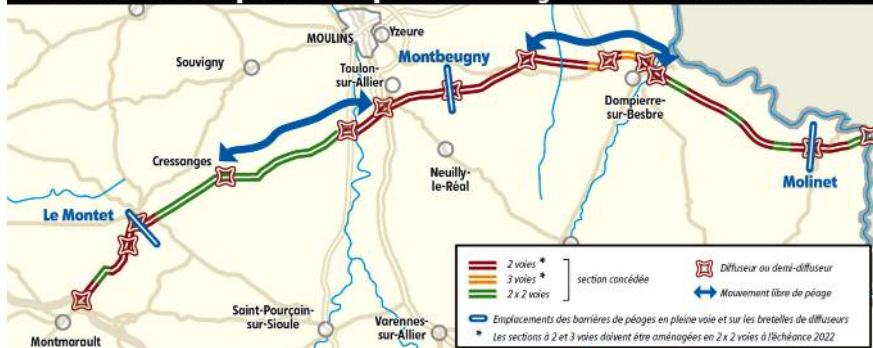 MOULINS
Yzeure
Souvigny
Toulon-
sur-Allier
Montbeugny
Dompierre-
sur-Besbre
Cressanges
Neuilly-
le-Réal
Molinet
Le Montet
Saint-Pourçain-
sur-Sioule
Varennes-
sur-Allier
Montmarault
2 voies *
3 voies *
2 x 2 voies
section concédée
Diffuseur ou demi-diffuseur
Mouvement libre de péage
Emplacements des barrières de péages en pleine voie et sur les bretelles de diffuseurs
* Les sections à 2 et 3 voies doivent être aménagées en 2 x 2 voies à l'échéance 2022